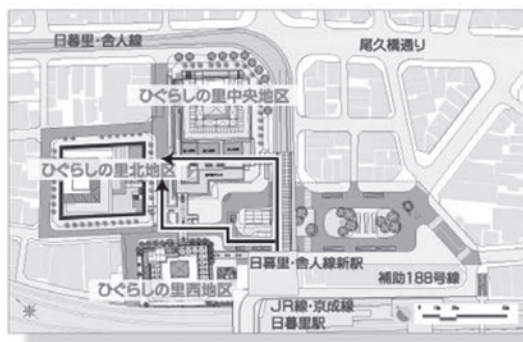 日暮里・舎人線
尾久橋通り
ひぐらしの里中央地区
ひぐらしの里北地区
日暮里・舎人線新駅
補助188号線
ひぐらしの里西地区
JR線・京成線
日暮里駅